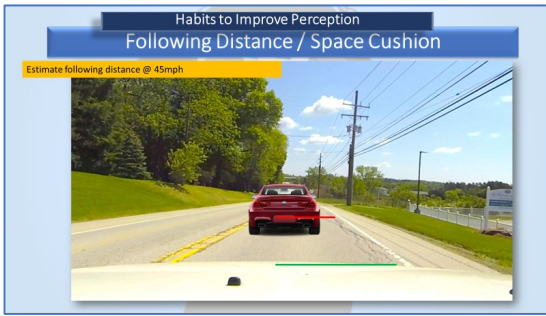 Habits to Improve Perception
Following Distance / Space Cushion
Estimate following distance @ 45mph